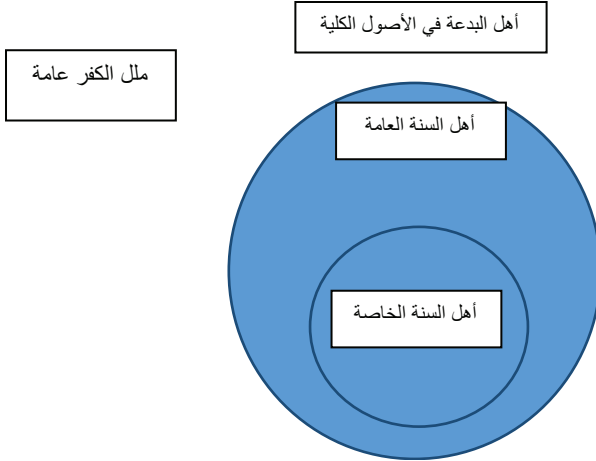 أهل البدعة في الأصول الكلية
ملل الكفر عامة
أهل السنة العامة
أهل السنة الخاصة